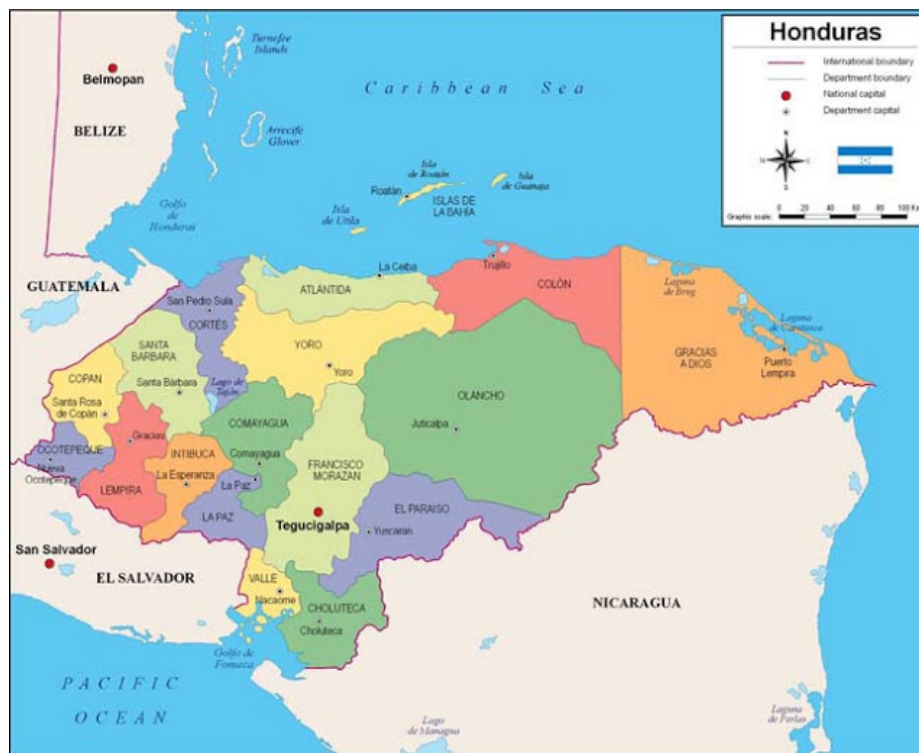 Honduras
International boundary
Department boundary
National capital
Department capital
N
S
Graphic scale:
0 20 40 60 80 100 Km
Turnefee
Islands
Belmopan
Caribbean Sea
BELIZE
Arrecife
Glover
Isla
de Roatán
Isla
de Guanaja
Roatán
ISLAS DE
LA BAHÍA
Golfo
de
Honduras
Isla
de Utila
La Ceiba
Trujillo
GUATEMALA
ATLÁNTIDA
COLÓN
Laguna
de Brug
San Pedro Sula
CORTÉS
Laguna
de Caratasca
SANTA
BARBARA
YORO
GRACIAS
A DIOS
Puerto
Lempira
COPAN
Yoro
Santa Bárbara
Lago de
OLANCHO
Santa Rosa
de Copán
COMAYAGUA
Juticalpa
Gracias
OCOTEPEQUE
INTIBUCA
Comayagua
FRANCISCO
MORAZAN
Nueva
Ocotepeque
La Esperanza
La Paz
LEMPIRA
EL PARAISO
LA PAZ
Tegucigalpa
Yuscaran
San Salvador
EL SALVADOR
VALLE
Nacaome
CHOLUTECA
NICARAGUA
Choluteca
Golfo de
Fonseca
PACIFIC
OCEAN
Lago
de Managua
Laguna
de Perlas